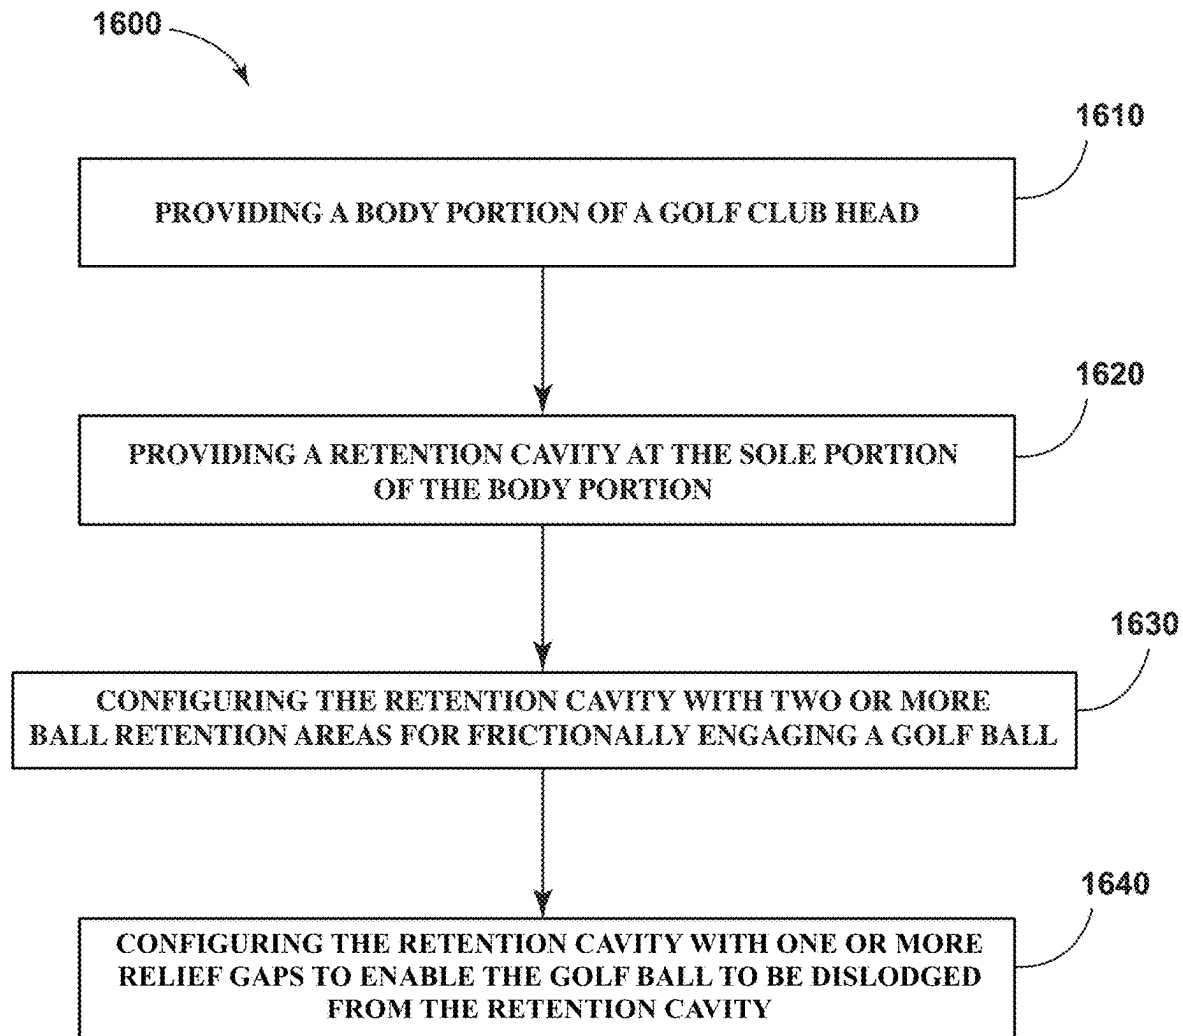 1600
1610
PROVIDING A BODY PORTION OF A GOLF CLUB HEAD
1620
PROVIDING A RETENTION CAVITY AT THE SOLE PORTION
OF THE BODY PORTION
1630
CONFIGURING THE RETENTION CAVITY WITH TWO OR MORE
BALL RETENTION AREAS FOR FRICTIONALLY ENGAGING A GOLF BALL
1640
CONFIGURING THE RETENTION CAVITY WITH ONE OR MORE
RELIEF GAPS TO ENABLE THE GOLF BALL TO BE DISLODGED
FROM THE RETENTION CAVITY